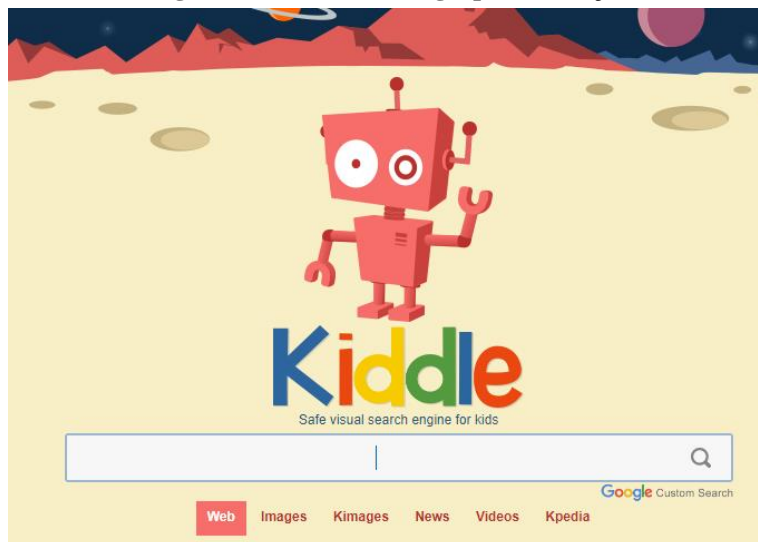 Kiddle
Safe visual search engine for kids
Google Custom Search
Web Images Kimages News Videos Kpedia